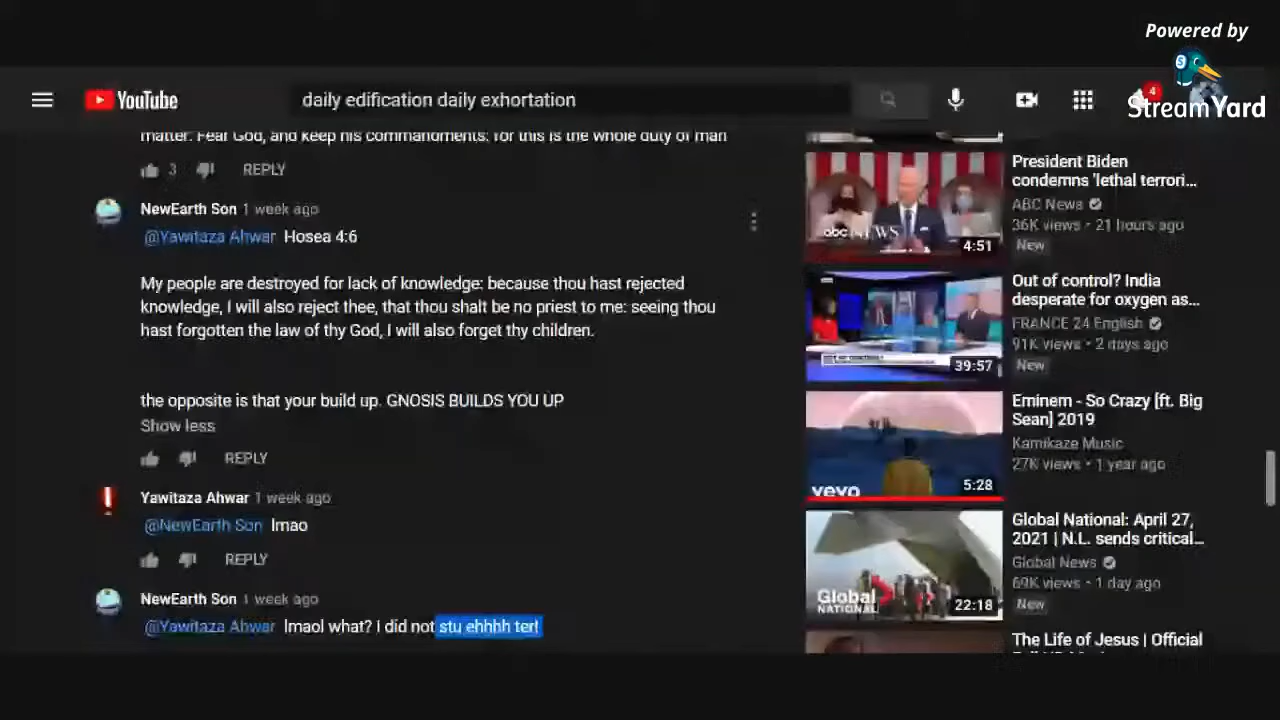 Powered by
StreamYard
YouTube
daily edification daily exhortation
4
matter: Fear God, and keep his commandments: for this is the whole duty of man
3 REPLY
NewEarth Son 1 week ago
@Yawitaza Ahwar Hosea 4:6
My people are destroyed for lack of knowledge: because thou hast rejected
knowledge, I will also reject thee, that thou shalt be no priest to me: seeing thou
hast forgotten the law of thy God, I will also forget thy children.
the opposite is that your build up. GNOSIS BUILDS YOU UP
Show less
REPLY
Yawitaza Ahwar 1 week ago
@NewEarth Son lmao
REPLY
NewEarth Son 1 week ago
@Yawitaza Ahwar lmaol what? I did not stu ehhhh ter!
President Biden
condemns 'lethal terrori...
ABC News
36K views • 21 hours ago
New
abc NEWS
4:51
Out of control? India
desperate for oxygen as...
FRANCE 24 English
91K views • 2 days ago
New
39:57
Eminem - So Crazy [ft. Big
Sean] 2019
Kamikaze Music
27K views • 1 year ago
vevo
5:28
Global National: April 27,
2021 | N.L. sends critical...
Global News
69K views • 1 day ago
New
Global
NATIONAL
22:18
The Life of Jesus | Official